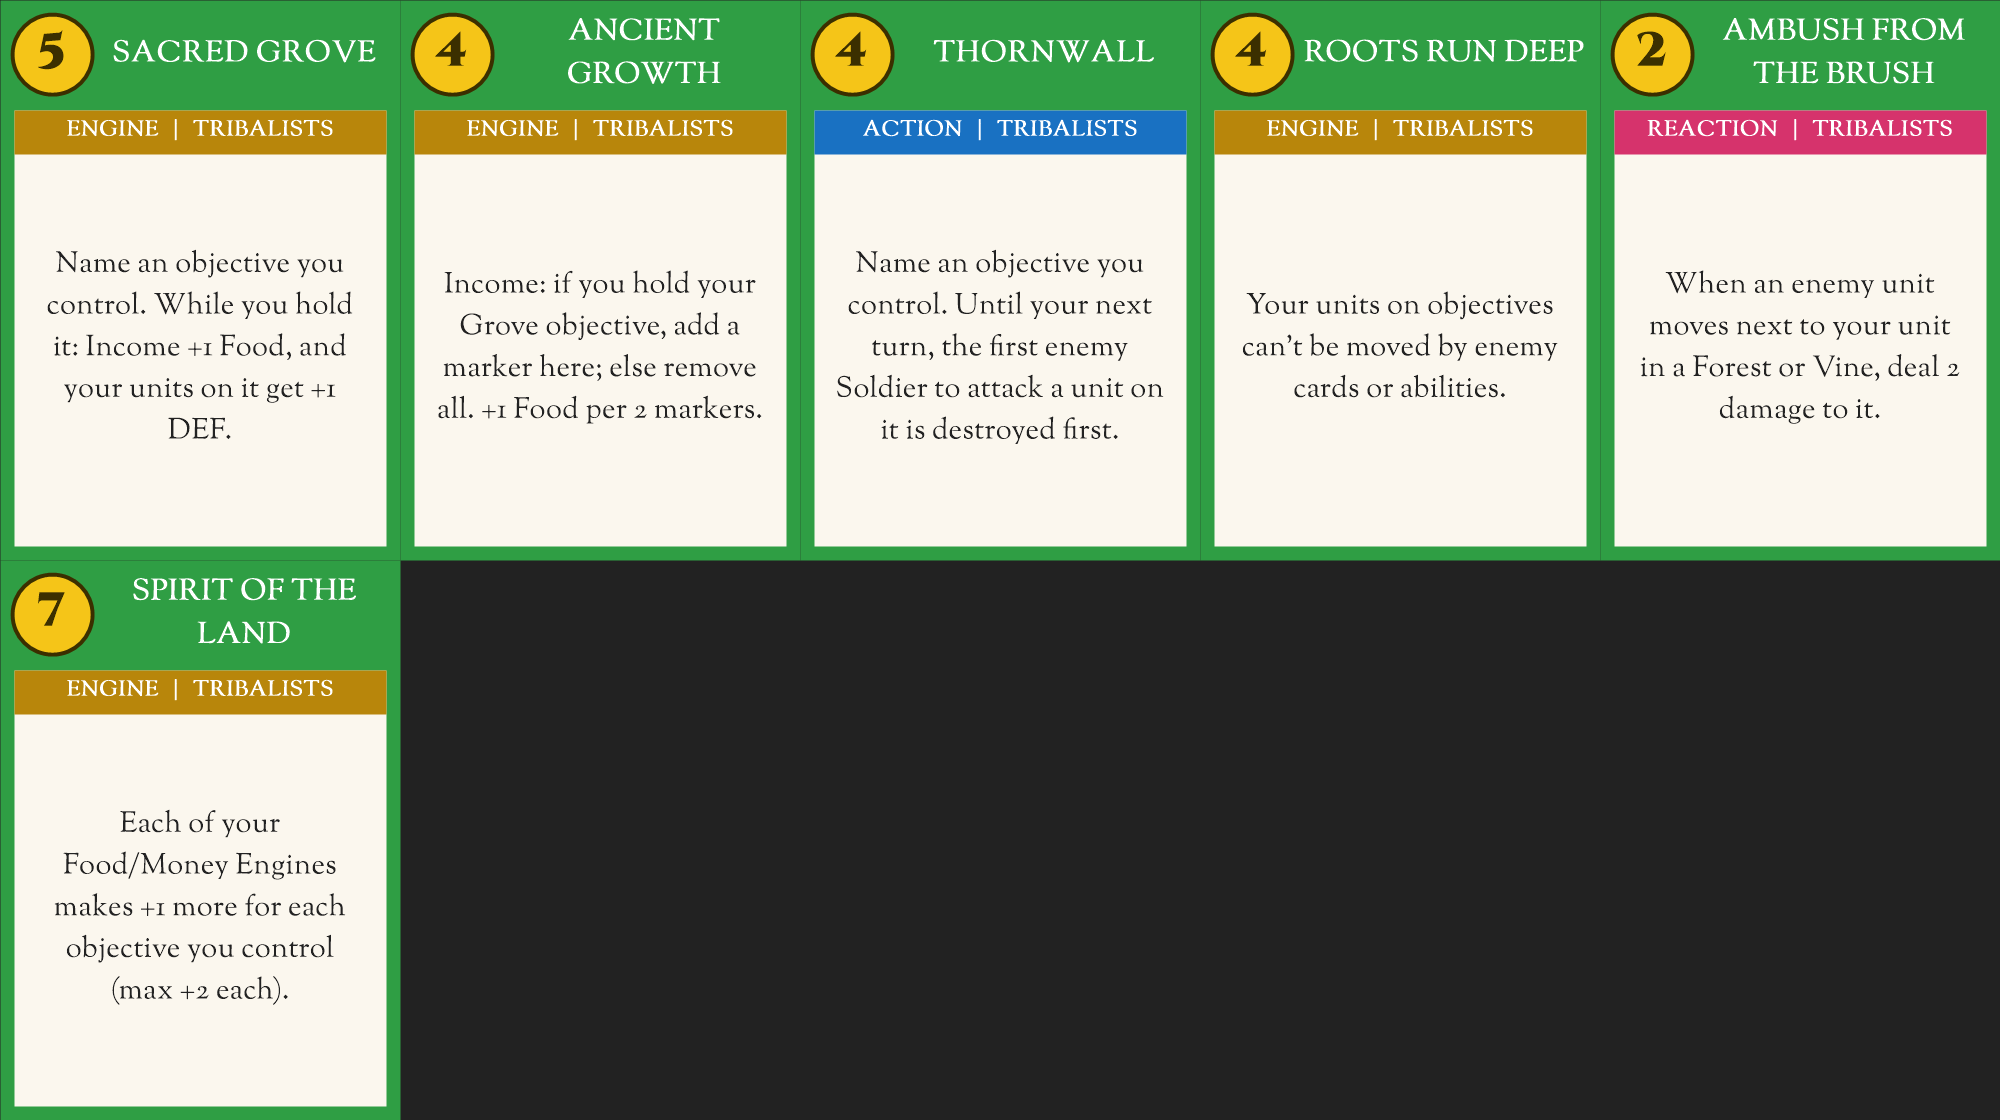 5
SACRED GROVE
ENGINE | TRIBALISTS
Name an objective you
control. While you hold
it: Income +1 Food, and
your units on it get +1
DEF.
4
ANCIENT
GROWTH
ENGINE | TRIBALISTS
Income: if you hold your
Grove objective, add a
marker here; else remove
all. +1 Food per 2 markers.
4
THORNWALL
ACTION | TRIBALISTS
Name an objective you
control. Until your next
turn, the first enemy
Soldier to attack a unit on
it is destroyed first.
4
ROOTS RUN DEEP
ENGINE | TRIBALISTS
Your units on objectives
can't be moved by enemy
cards or abilities.
2
AMBUSH FROM
THE BRUSH
REACTION | TRIBALISTS
When an enemy unit
moves next to your unit
in a Forest or Vine, deal 2
damage to it.
7
SPIRIT OF THE
LAND
ENGINE | TRIBALISTS
Each of your
Food/Money Engines
makes +1 more for each
objective you control
(max +2 each).